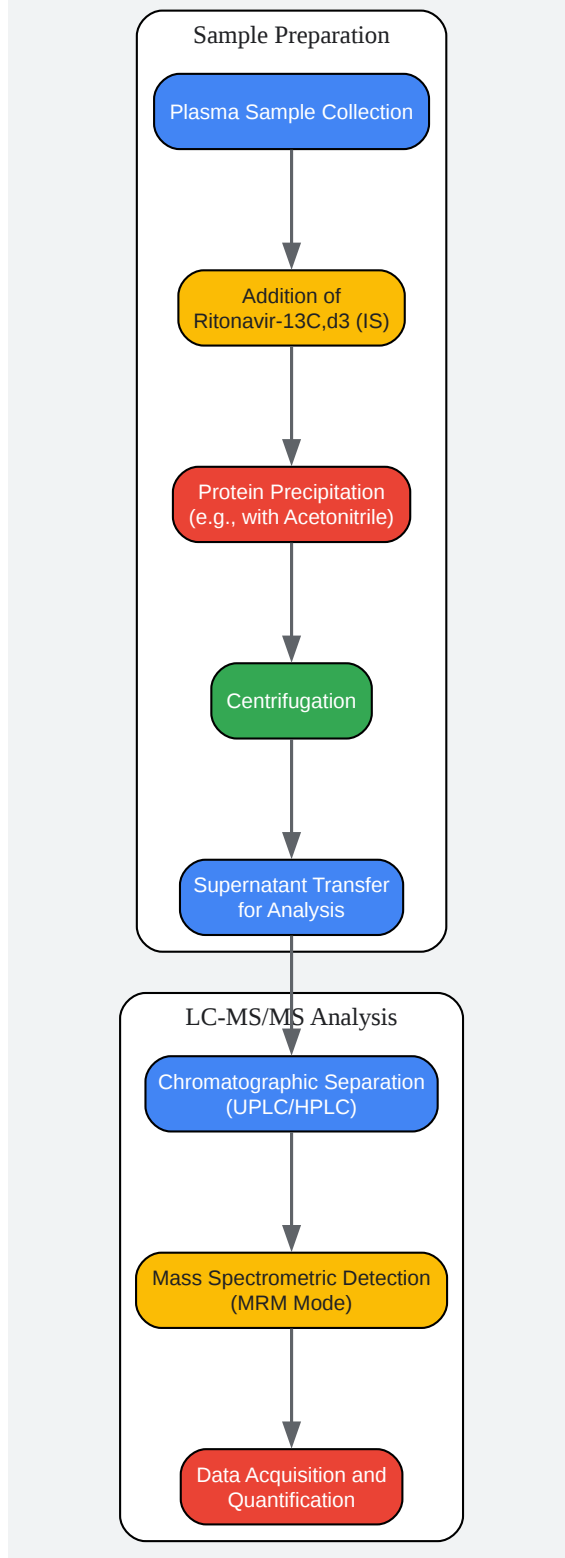 Sample Preparation
Plasma Sample Collection
Addition of
Ritonavir-13C,d3 (IS)
Protein Precipitation
(e.g., with Acetonitrile)
Centrifugation
Supernatant Transfer
for Analysis
LC-MS/MS Analysis
Chromatographic Separation
(UPLC/HPLC)
Mass Spectrometric Detection
(MRM Mode)
Data Acquisition and
Quantification